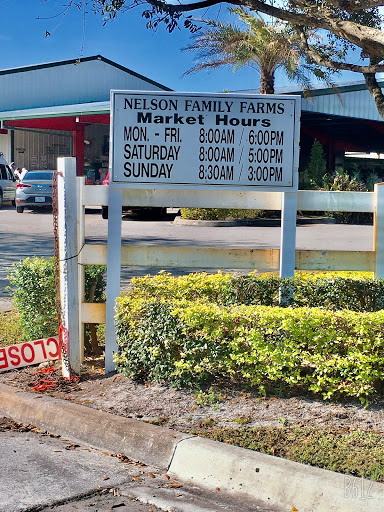 NELSON FAMILY FARMS
Market Hours
MON. - FRI. 8:00AM / 6:00PM
SATURDAY 8:00AM / 5:00PM
SUNDAY 8:30AM / 3:00PM
CLOSE